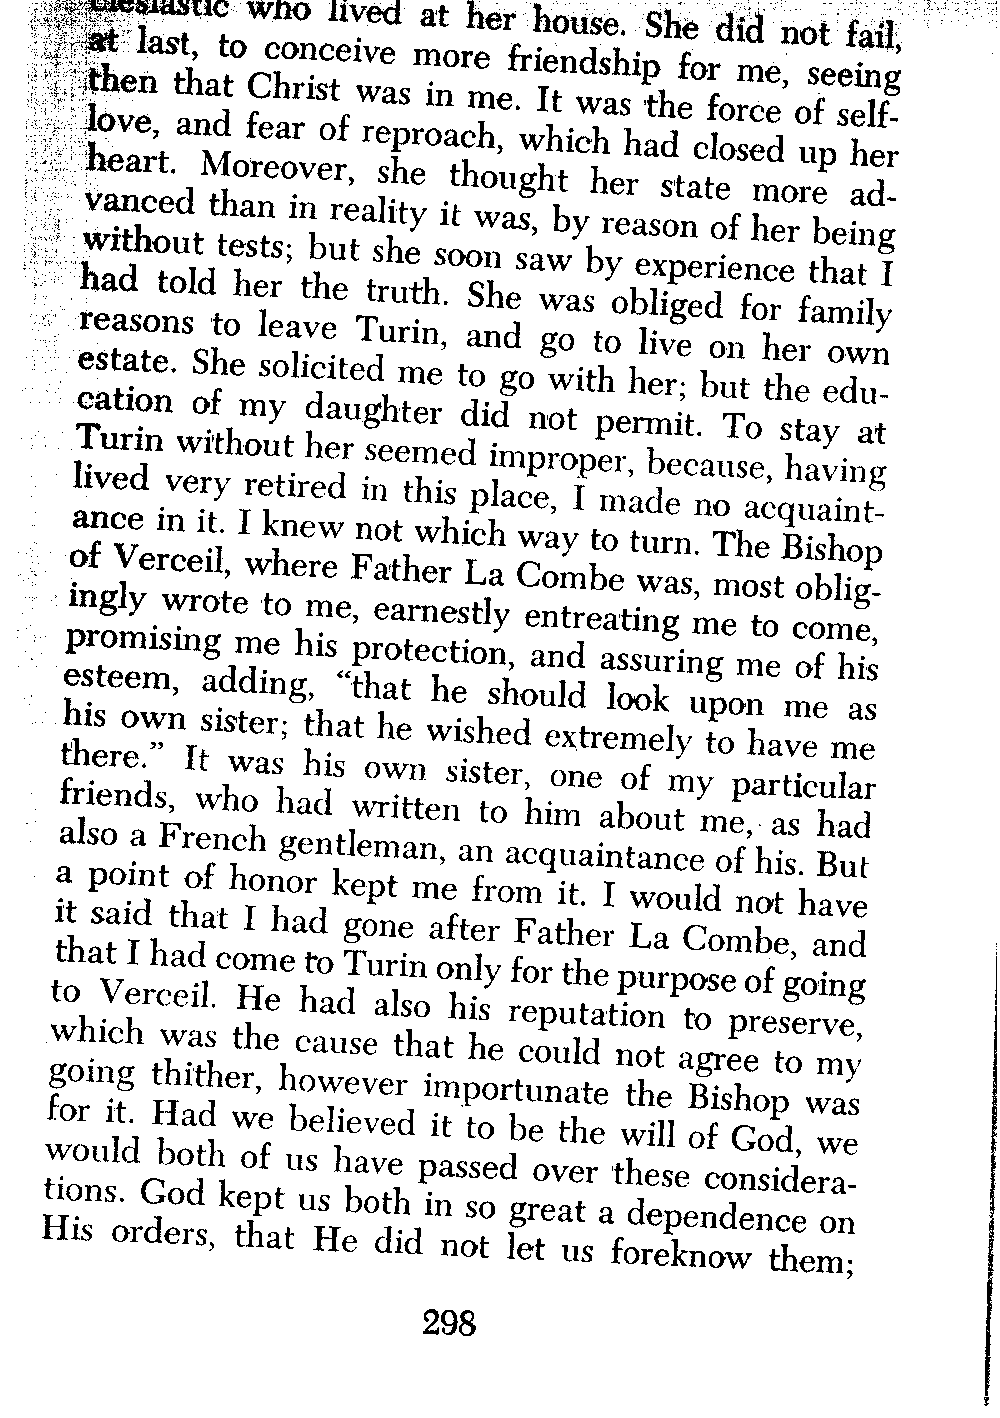 clesiastic who lived at her house. She did not fail,
at last, to conceive more friendship for me, seeing
then that Christ was in me. It was the force of self-
love, and fear of reproach, which had closed up her
heart. Moreover, she thought her state more ad-
vanced than in reality it was, by reason of her being
without tests; but she soon saw by experience that I
had told her the truth. She was obliged for family
reasons to leave Turin, and go to live on her own
estate. She solicited me to go with her; but the edu-
cation of my daughter did not permit. To stay at
Turin without her seemed improper, because, having
lived very retired in this place, I made no acquaint-
ance in it. I knew not which way to turn. The Bishop
of Verceil, where Father La Combe was, most oblig-
ingly wrote to me, earnestly entreating me to come,
promising me his protection, and assuring me of his
esteem, adding, “that he should look upon me as
his own sister; that he wished extremely to have me
there.” It was his own sister, one of my particular
friends, who had written to him about me, as had
also a French gentleman, an acquaintance of his. But
a point of honor kept me from it. I would not have
it said that I had gone after Father La Combe, and
that I had come to Turin only for the purpose of going
to Verceil. He had also his reputation to preserve,
which was the cause that he could not agree to my
going thither, however importunate the Bishop was
for it. Had we believed it to be the will of God, we
would both of us have passed over these considera-
tions. God kept us both in so great a dependence on
His orders, that He did not let us foreknow them;
298